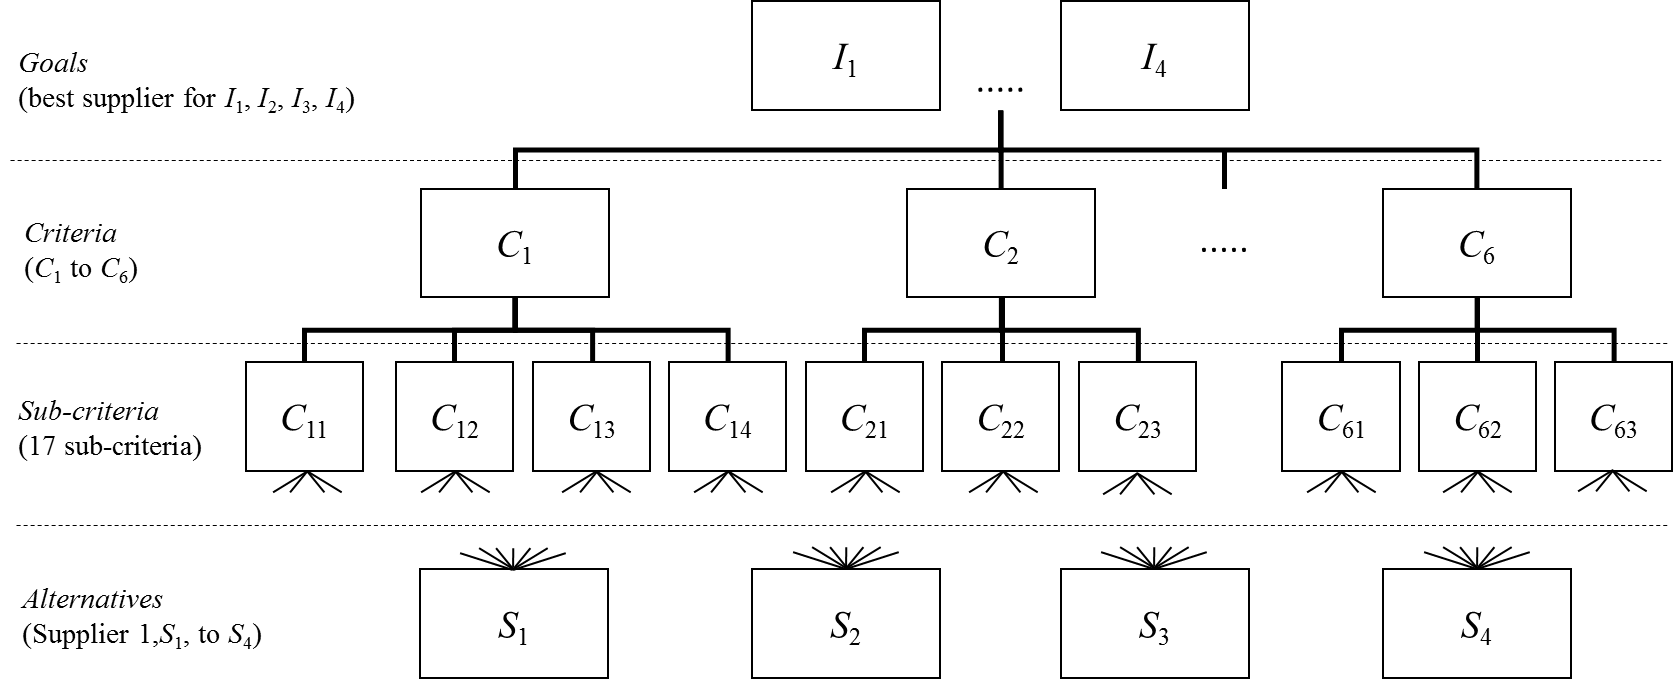 Goals
(best supplier for I₁, I₂, I₃, I₄)
I₁ ..... I₄
Criteria
(C₁ to C₆)
C₁ C₂ ..... C₆
Sub-criteria
(17 sub-criteria)
C₁₁ C₁₂ C₁₃ C₁₄ C₂₁ C₂₂ C₂₃ C₆₁ C₆₂ C₆₃
Alternatives
(Supplier 1,S₁, to S₄)
S₁ S₂ S₃ S₄